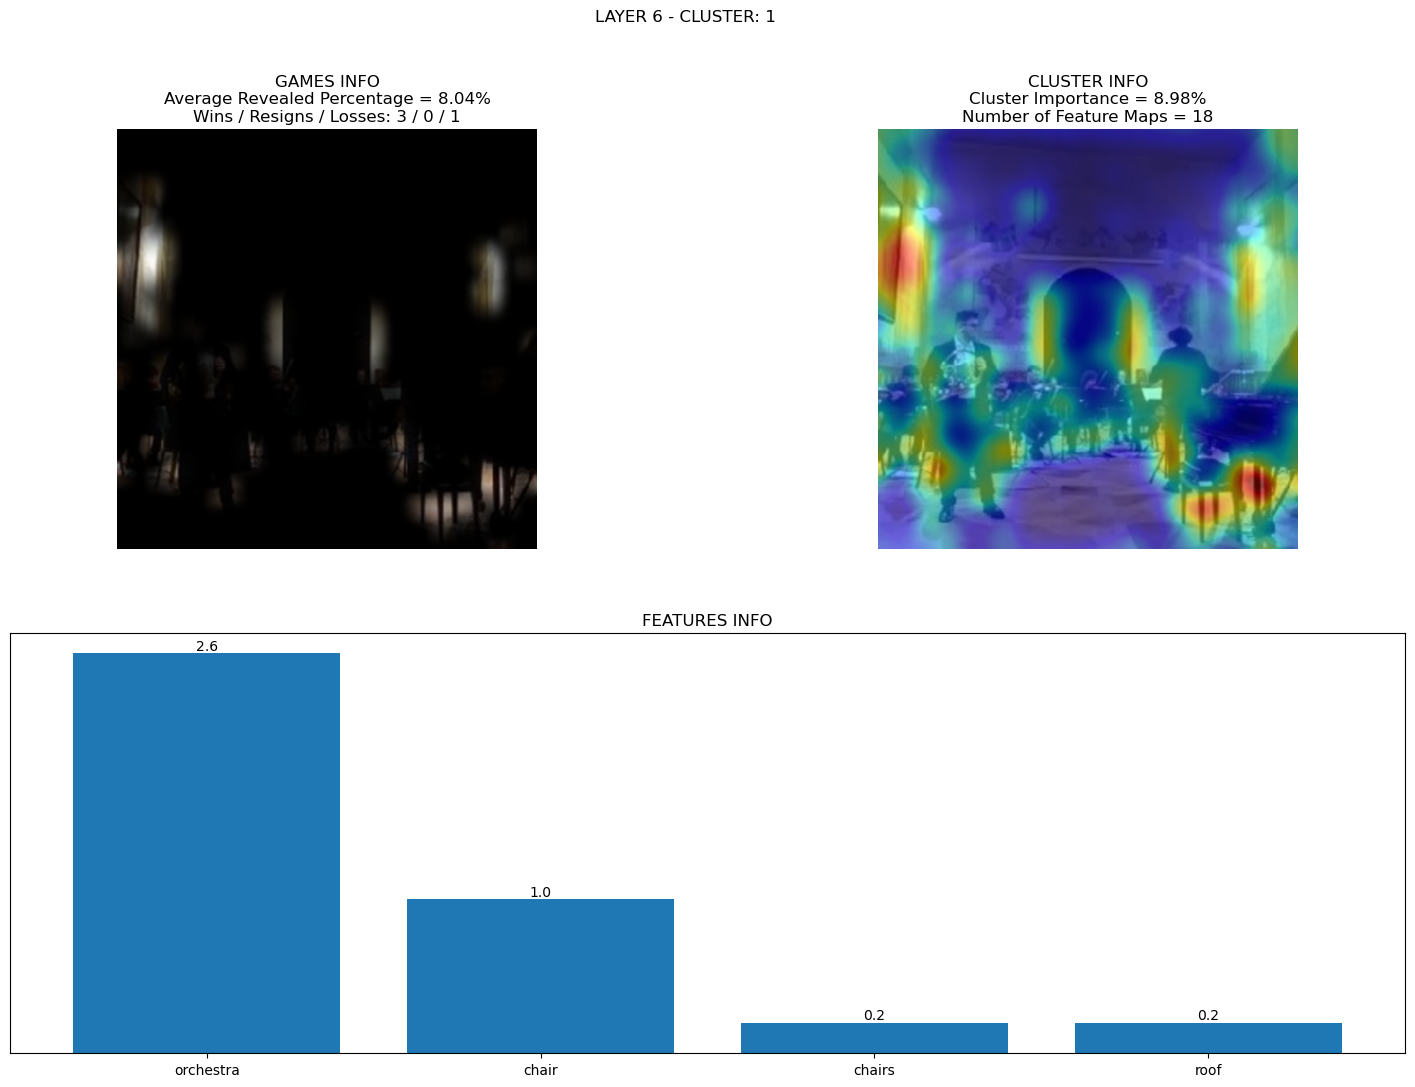 LAYER 6 - CLUSTER: 1
GAMES INFO
Average Revealed Percentage = 8.04%
Wins / Resigns / Losses: 3 / 0 / 1
CLUSTER INFO
Cluster Importance = 8.98%
Number of Feature Maps = 18
FEATURES INFO
2.6
1.0
0.2
0.2
orchestra
chair
chairs
roof